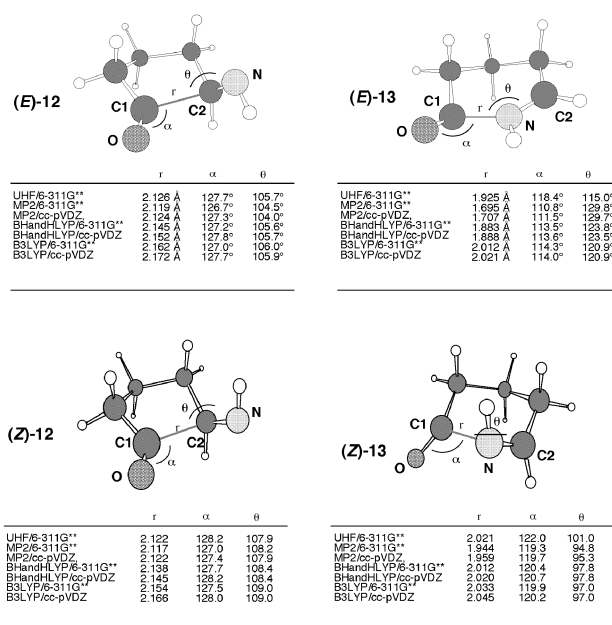 θ
N
(E)-12
C1
r
C2
α
O
r α θ
UHF/6-311G** 2.126 Å 127.7° 105.7°
MP2/6-311G** 2.119 Å 126.7° 104.5°
MP2/cc-pVDZ, 2.124 Å 127.3° 104.0°
BHandHLYP/6-311G** 2.145 Å 127.2° 105.6°
BHandHLYP/cc-pVDZ 2.152 Å 127.8° 105.7°
B3LYP/6-311G** 2.162 Å 127.0° 106.0°
B3LYP/cc-pVDZ 2.172 Å 127.7° 105.9°
(E)-13
C1
r
θ
C2
O
α
N
r α θ
UHF/6-311G** 1.925 Å 118.4° 115.0°
MP2/6-311G** 1.695 Å 110.8° 129.8°
MP2/cc-pVDZ, 1.707 Å 111.5° 129.7°
BHandHLYP/6-311G** 1.883 Å 113.5° 123.8°
BHandHLYP/cc-pVDZ 1.888 Å 113.6° 123.5°
B3LYP/6-311G** 2.012 Å 114.3° 120.9°
B3LYP/cc-pVDZ 2.021 Å 114.0° 120.9°
θ
N
(Z)-12
C1
r
C2
α
O
r α θ
UHF/6-311G** 2.122 128.2 107.9
MP2/6-311G** 2.117 127.0 108.2
MP2/cc-pVDZ, 2.122 127.4 107.9
BHandHLYP/6-311G** 2.138 127.7 108.4
BHandHLYP/cc-pVDZ 2.145 128.2 108.4
B3LYP/6-311G** 2.154 127.5 109.0
B3LYP/cc-pVDZ 2.166 128.0 109.0
C1
r
θ
(Z)-13
O
α
N
C2
r α θ
UHF/6-311G** 2.021 122.0 101.0
MP2/6-311G** 1.944 119.3 94.8
MP2/cc-pVDZ, 1.959 119.7 95.3
BHandHLYP/6-311G** 2.012 120.4 97.8
BHandHLYP/cc-pVDZ 2.020 120.7 97.8
B3LYP/6-311G* 2.033 119.9 97.0
B3LYP/cc-pVDZ 2.045 120.2 97.0